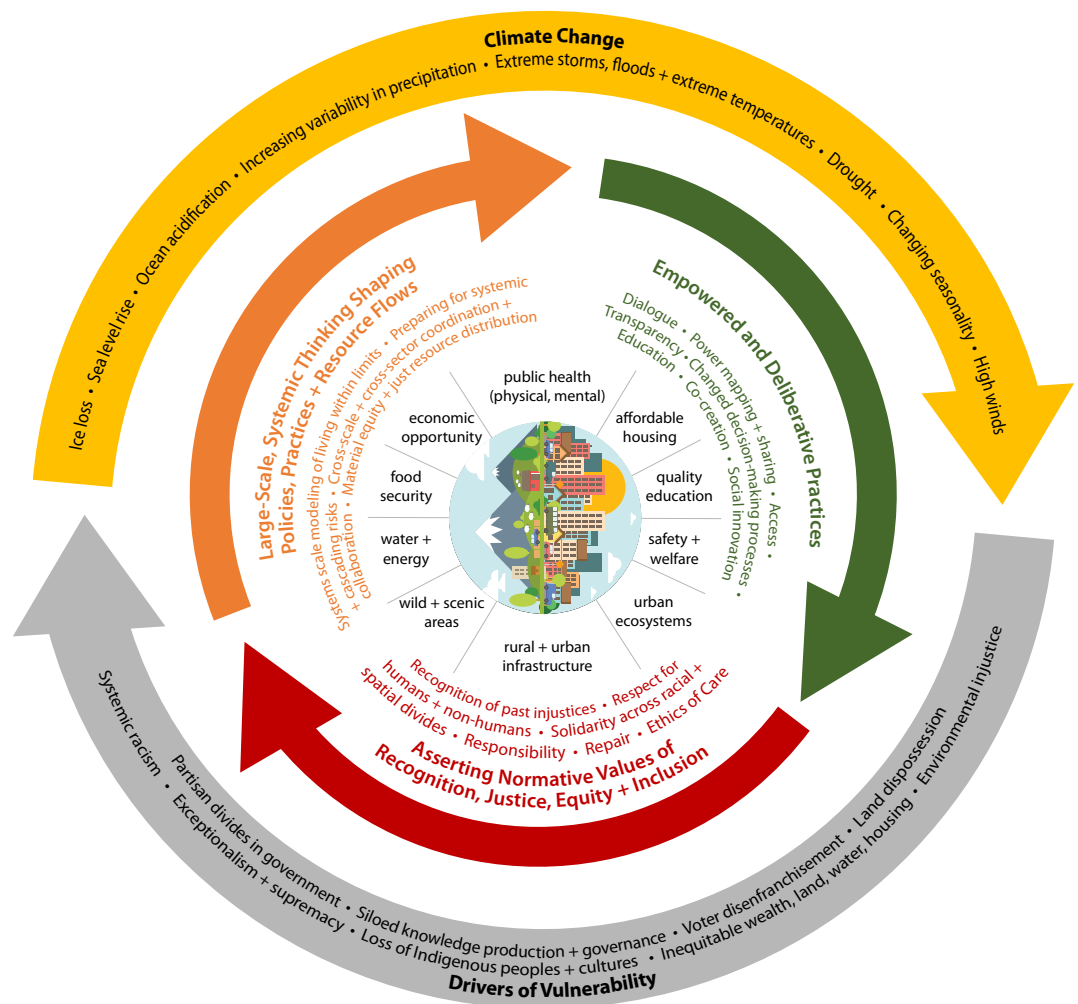 Climate Change
Ice loss • Sea level rise • Ocean acidification • Increasing variability in precipitation • Extreme storms, floods + extreme temperatures • Drought • Changing seasonality • High winds
Large-Scale, Systemic Thinking Shaping
Policies, Practices + Resource Flows
Systems scale modeling of living within limits • Preparing for systemic
+ cascading risks • Cross-scale + cross-sector coordination +
collaboration • Material equity + just resource distribution
Empowered and Deliberative Practices
Dialogue • Power mapping + sharing • Access •
Transparency • Changed decision-making processes •
Education • Co-creation • Social innovation
public health
(physical, mental)
affordable
housing
quality
education
safety +
welfare
urban
ecosystems
rural + urban
infrastructure
wild + scenic
areas
water +
energy
food
security
economic
opportunity
Recognition of past injustices • Respect for
humans + non-humans • Solidarity across racial +
spatial divides • Responsibility • Repair • Ethics of Care
Asserting Normative Values of
Recognition, Justice, Equity + Inclusion
Partisan divides in government • Siloed knowledge production + governance • Voter disenfranchisement • Land dispossession
Systemic racism • Exceptionalism + supremacy • Loss of Indigenous peoples + cultures • Inequitable wealth, land, water, housing • Environmental injustice
Drivers of Vulnerability